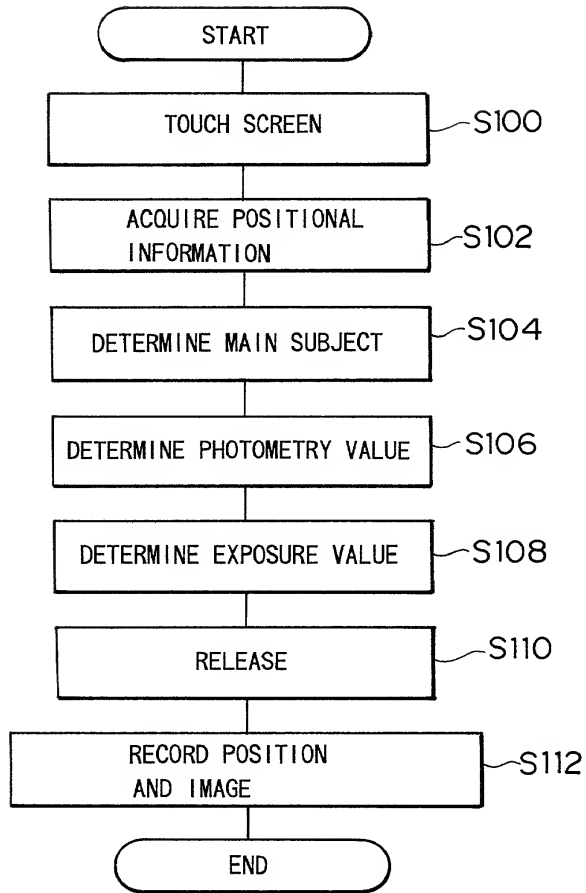 START
TOUCH SCREEN
S100
ACQUIRE POSITIONAL
INFORMATION
S102
DETERMINE MAIN SUBJECT
S104
DETERMINE PHOTOMETRY VALUE
S106
DETERMINE EXPOSURE VALUE
S108
RELEASE
S110
RECORD POSITION
AND IMAGE
S112
END